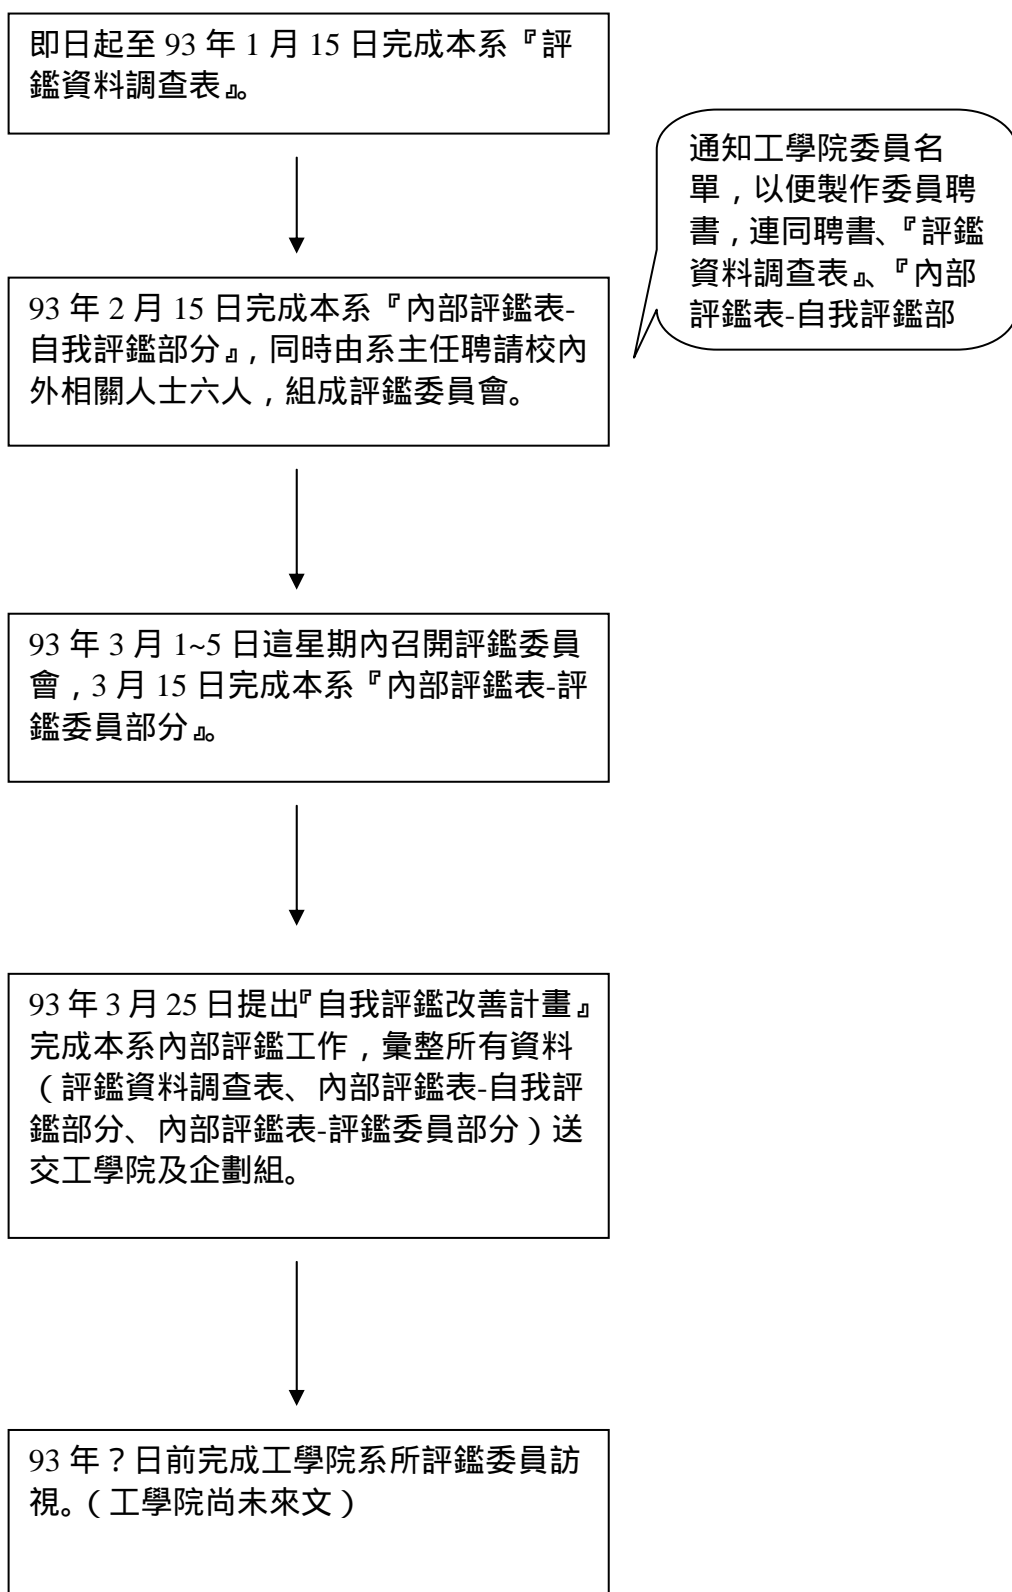 即日起至 93 年 1 月 15 日完成本系『評
鑑資料調查表』。
通知工學院委員名
單，以便製作委員聘
書，連同聘書、『評鑑
資料調查表』、『內部
評鑑表-自我評鑑部
93 年 2 月 15 日完成本系『內部評鑑表-
自我評鑑部分』，同時由系主任聘請校內
外相關人士六人，組成評鑑委員會。
93 年 3 月 1~5 日這星期內召開評鑑委員
會，3 月 15 日完成本系『內部評鑑表-評
鑑委員部分』。
93 年 3 月 25 日提出『自我評鑑改善計畫』
完成本系內部評鑑工作，彙整所有資料
（評鑑資料調查表、內部評鑑表-自我評
鑑部分、內部評鑑表-評鑑委員部分）送
交工學院及企劃組。
93 年？日前完成工學院系所評鑑委員訪
視。（工學院尚未來文）